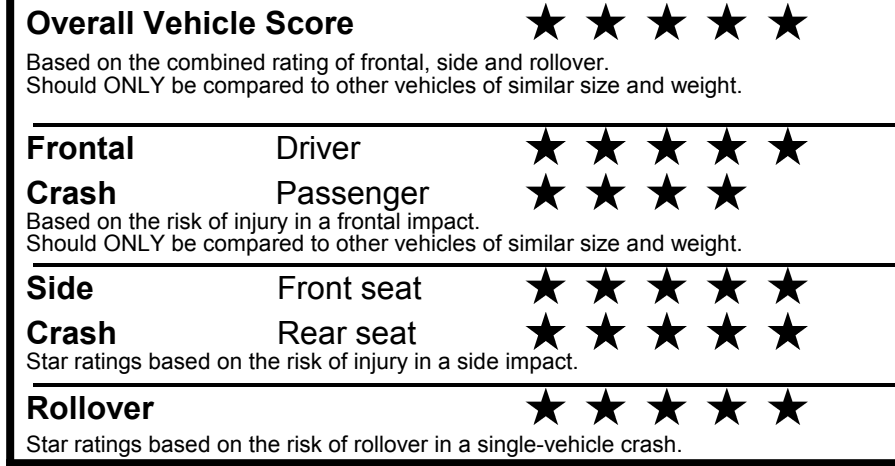 Overall Vehicle Score ★ ★ ★ ★ ★
Based on the combined rating of frontal, side and rollover.
Should ONLY be compared to other vehicles of similar size and weight.
Frontal Driver ★ ★ ★ ★ ★
Crash Passenger ★ ★ ★ ★
Based on the risk of injury in a frontal impact.
Should ONLY be compared to other vehicles of similar size and weight.
Side Front seat ★ ★ ★ ★ ★
Crash Rear seat ★ ★ ★ ★ ★
Star ratings based on the risk of injury in a side impact.
Rollover ★ ★ ★ ★ ★
Star ratings based on the risk of rollover in a single-vehicle crash.